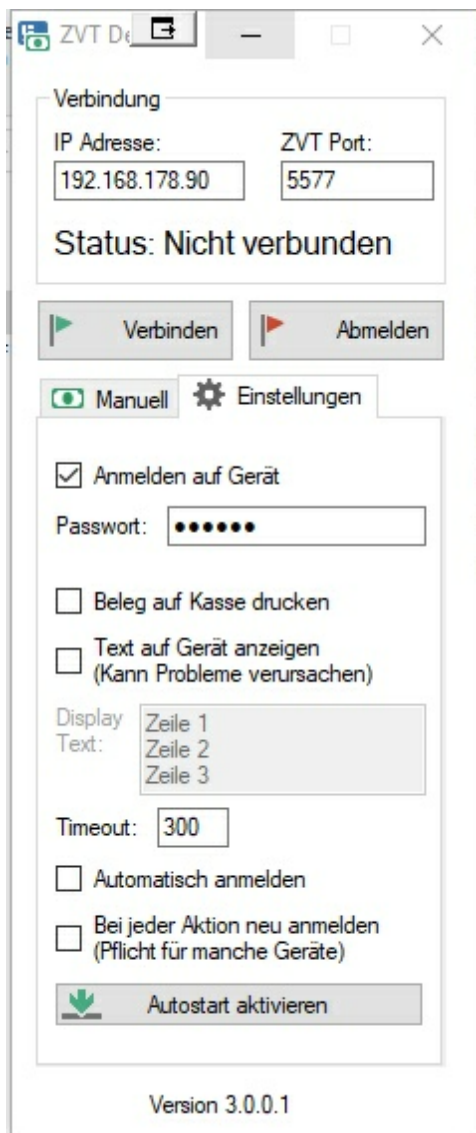 ZVT De
Verbindung
IP Adresse: ZVT Port:
192.168.178.90 5577
Status: Nicht verbunden
Verbinden Abmelden
Manuell Einstellungen
Anmelden auf Gerät
Passwort: ●●●●●●
Beleg auf Kasse drucken
Text auf Gerät anzeigen
(Kann Probleme verursachen)
Display
Text:
Zeile 1
Zeile 2
Zeile 3
Timeout: 300
Automatisch anmelden
Bei jeder Aktion neu anmelden
(Pflicht für manche Geräte)
Autostart aktivieren
Version 3.0.0.1